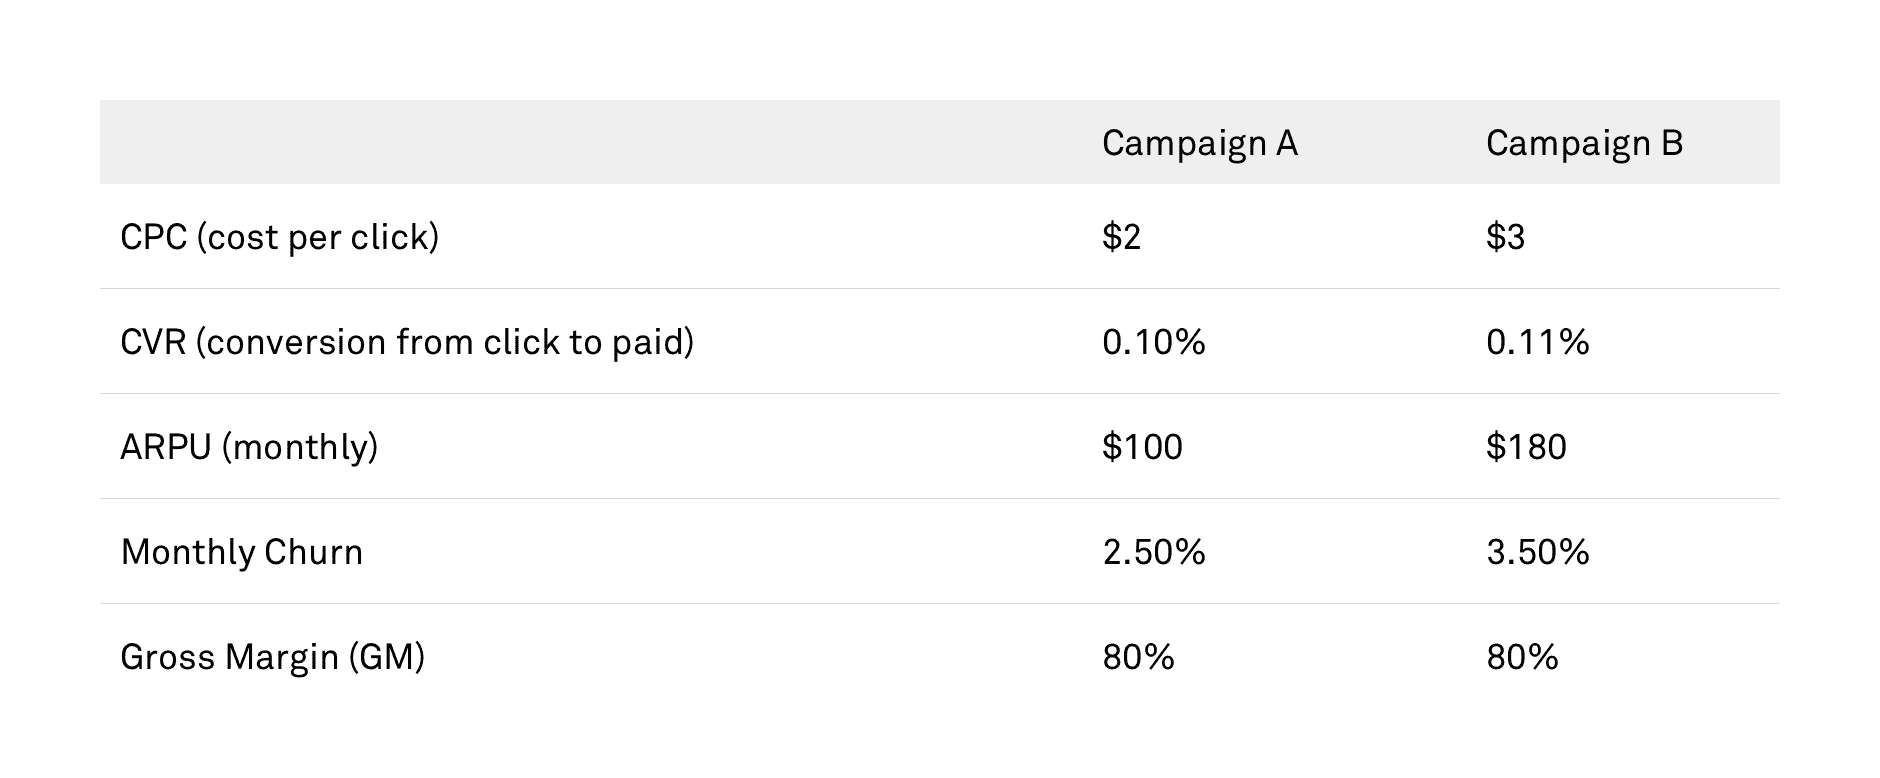 Campaign A Campaign B
CPC (cost per click) $2 $3
CVR (conversion from click to paid) 0.10% 0.11%
ARPU (monthly) $100 $180
Monthly Churn 2.50% 3.50%
Gross Margin (GM) 80% 80%